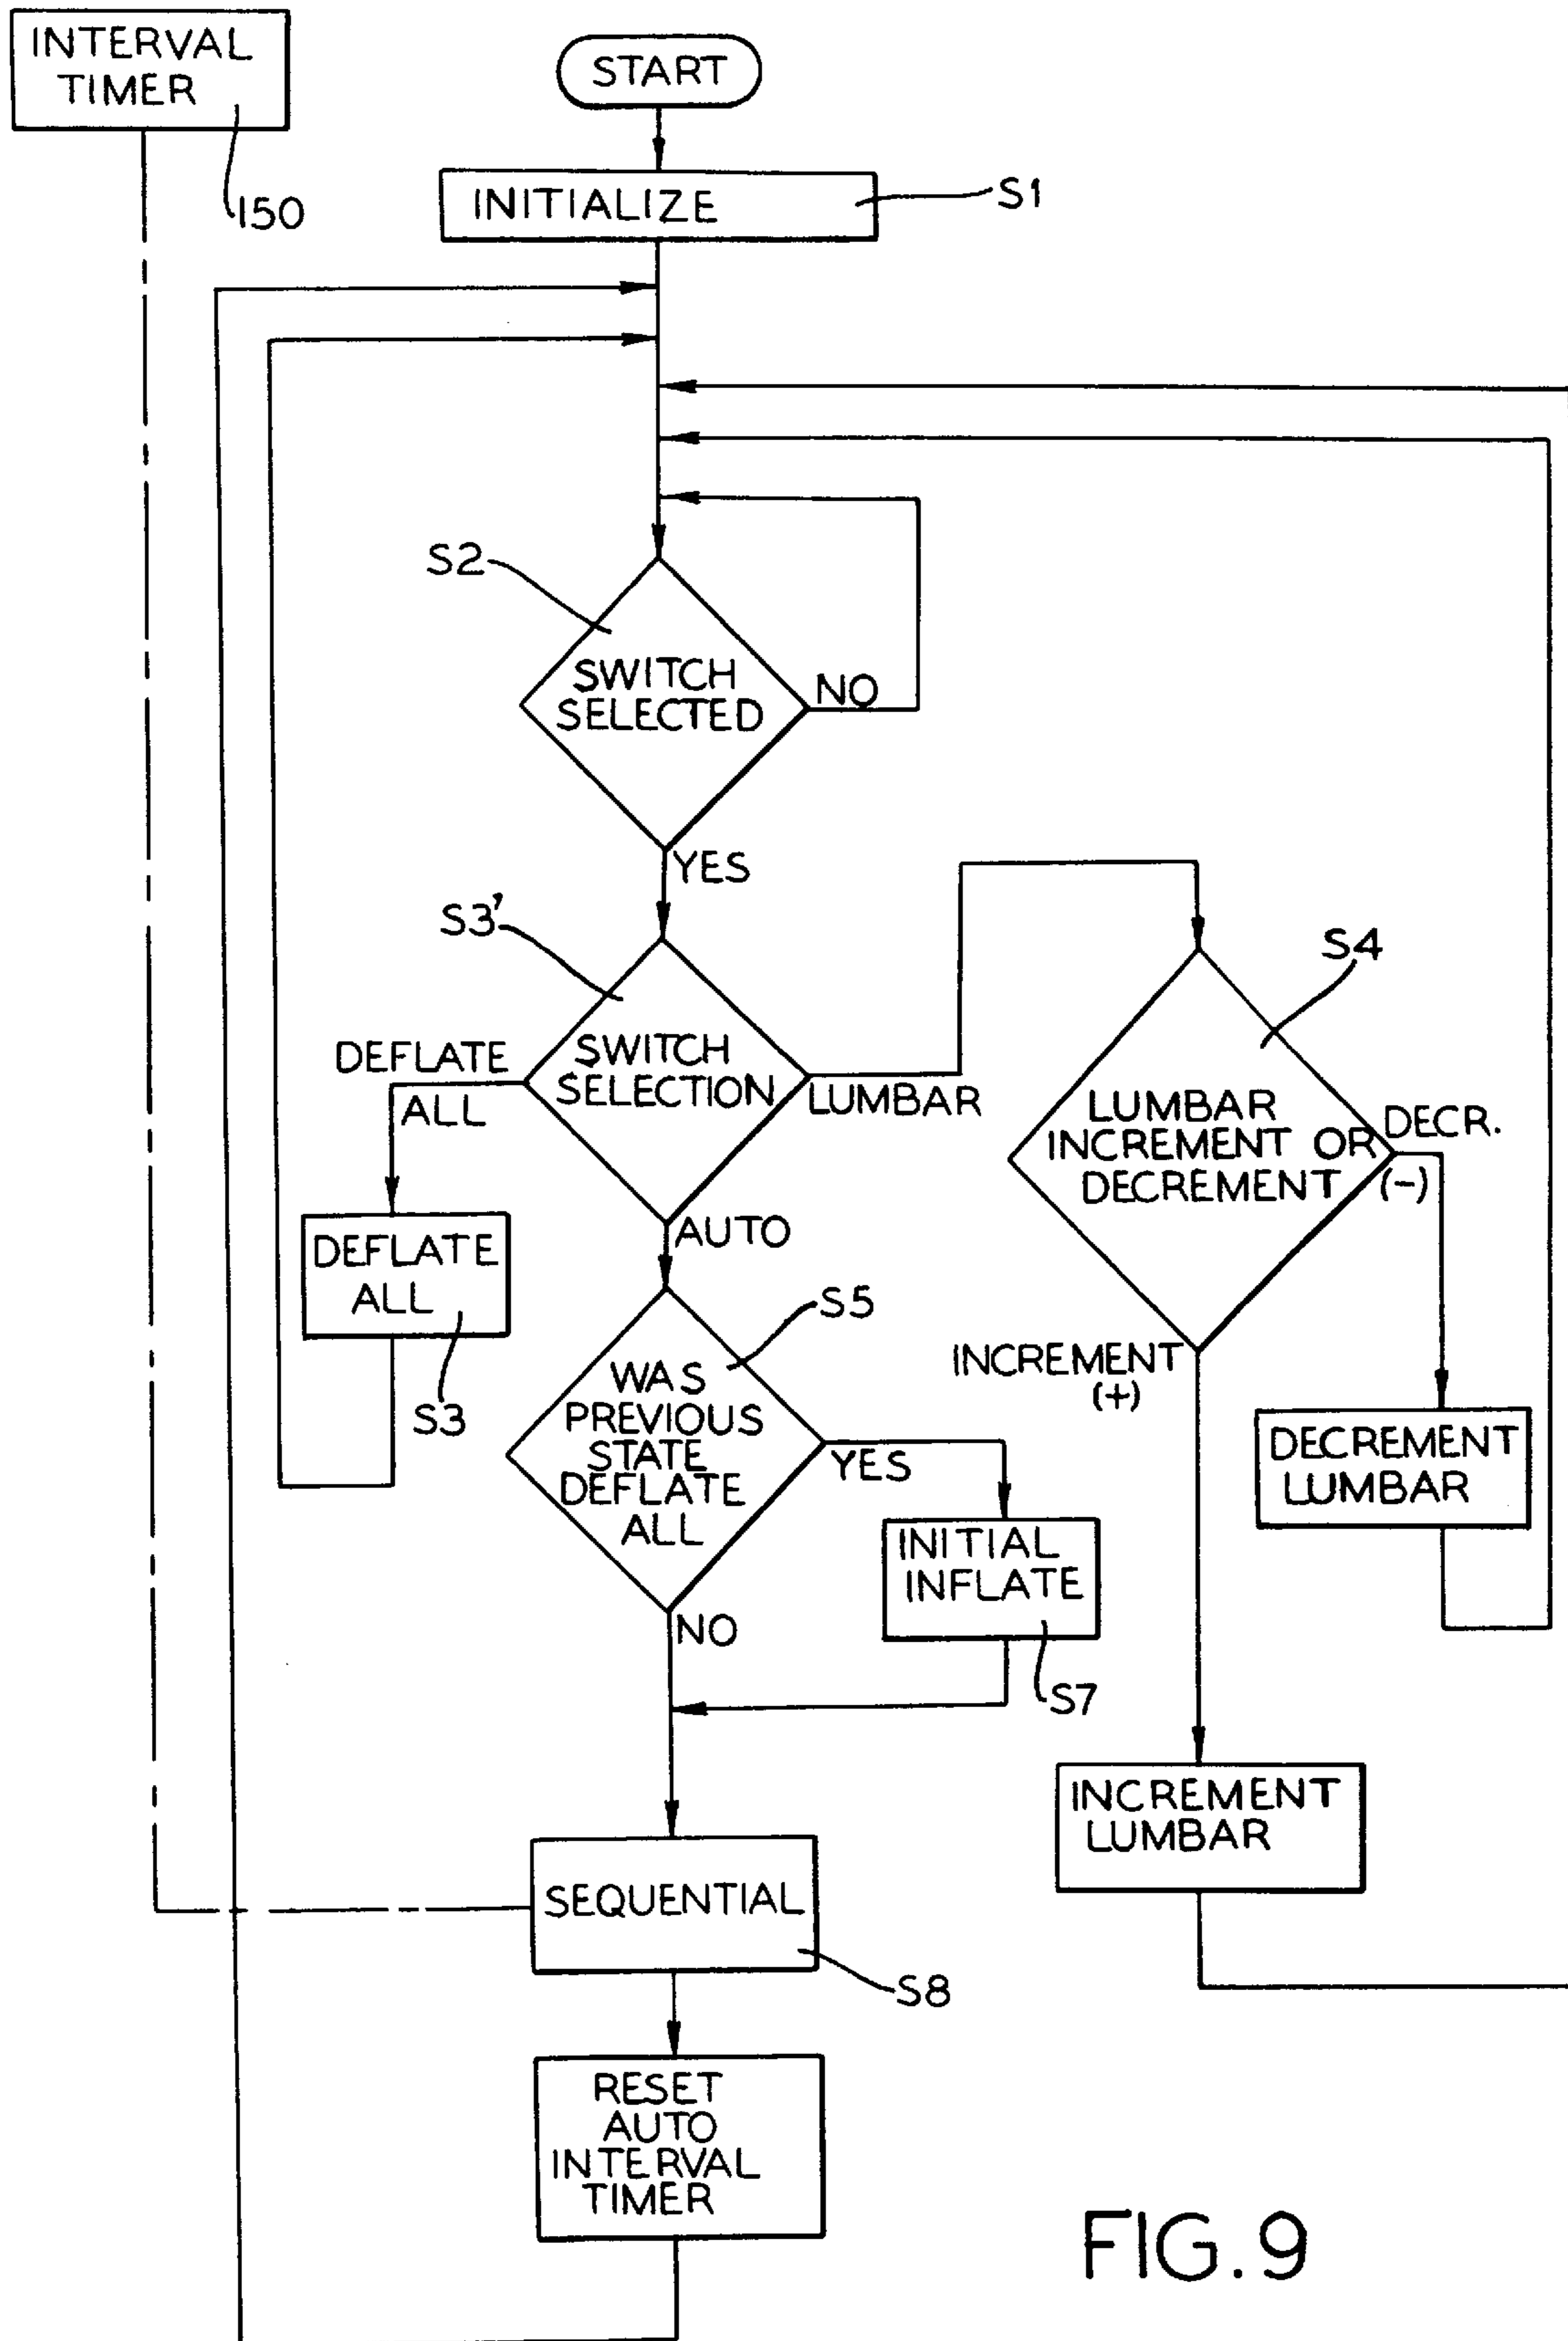 INTERVAL
TIMER
150
START
INITIALIZE
S1
S2
SWITCH
SELECTED
NO
YES
S3'
SWITCH
SELECTION
DEFLATE
ALL
LUMBAR
S4
LUMBAR
INCREMENT OR
DECREMENT
DECR.
(-)
AUTO
DEFLATE
ALL
S3
S5
WAS
PREVIOUS
STATE
DEFLATE
ALL
YES
INCREMENT
(+)
DECREMENT
LUMBAR
INITIAL
INFLATE
S7
NO
INCREMENT
LUMBAR
SEQUENTIAL
S8
RESET
AUTO
INTERVAL
TIMER
FIG. 9